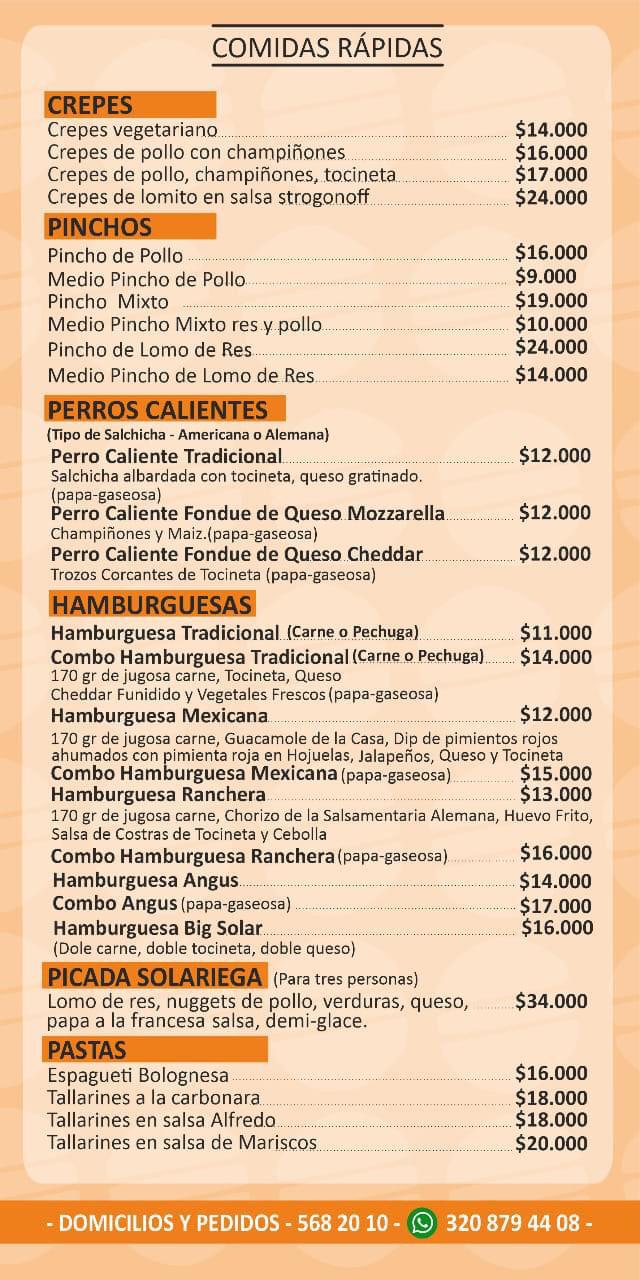 COMIDAS RÁPIDAS
CREPES
Crepes vegetariano $14.000
Crepes de pollo con champiñones $16.000
Crepes de pollo, champiñones, tocineta $17.000
Crepes de lomito en salsa strogonoff $24.000
PINCHOS
Pincho de Pollo $16.000
Medio Pincho de Pollo $9.000
Pincho Mixto $19.000
Medio Pincho Mixto res y pollo $10.000
Pincho de Lomo de Res $24.000
Medio Pincho de Lomo de Res $14.000
PERROS CALIENTES
(Tipo de Salchicha - Americana o Alemana)
Perro Caliente Tradicional $12.000
Salchicha albardada con tocineta, queso gratinado.
(papa-gaseosa)
Perro Caliente Fondue de Queso Mozzarella $12.000
Champiñones y Maiz.(papa-gaseosa)
Perro Caliente Fondue de Queso Cheddar $12.000
Trozos Corcantes de Tocineta (papa-gaseosa)
HAMBURGUESAS
Hamburguesa Tradicional (Carne o Pechuga) $11.000
Combo Hamburguesa Tradicional (Carne o Pechuga) $14.000
170 gr de jugosa carne, Tocineta, Queso
Cheddar Funidido y Vegetales Frescos (papa-gaseosa)
Hamburguesa Mexicana $12.000
170 gr de jugosa carne, Guacamole de la Casa, Dip de pimientos rojos
ahumados con pimienta roja en Hojuelas, Jalapeños, Queso y Tocineta
Combo Hamburguesa Mexicana (papa-gaseosa) $15.000
Hamburguesa Ranchera $13.000
170 gr de jugosa carne, Chorizo de la Salsamentaria Alemana, Huevo Frito,
Salsa de Costras de Tocineta y Cebolla
Combo Hamburguesa Ranchera (papa-gaseosa) $16.000
Hamburguesa Angus $14.000
Combo Angus (papa-gaseosa) $17.000
Hamburguesa Big Solar $16.000
(Dole carne, doble tocineta, doble queso)
PICADA SOLARIEGA (Para tres personas)
Lomo de res, nuggets de pollo, verduras, queso, $34.000
papa a la francesa salsa, demi-glace.
PASTAS
Espagueti Bolognesa $16.000
Tallarines a la carbonara $18.000
Tallarines en salsa Alfredo $18.000
Tallarines en salsa de Mariscos $20.000
- DOMICILIOS Y PEDIDOS - 568 20 10 - 320 879 44 08 -